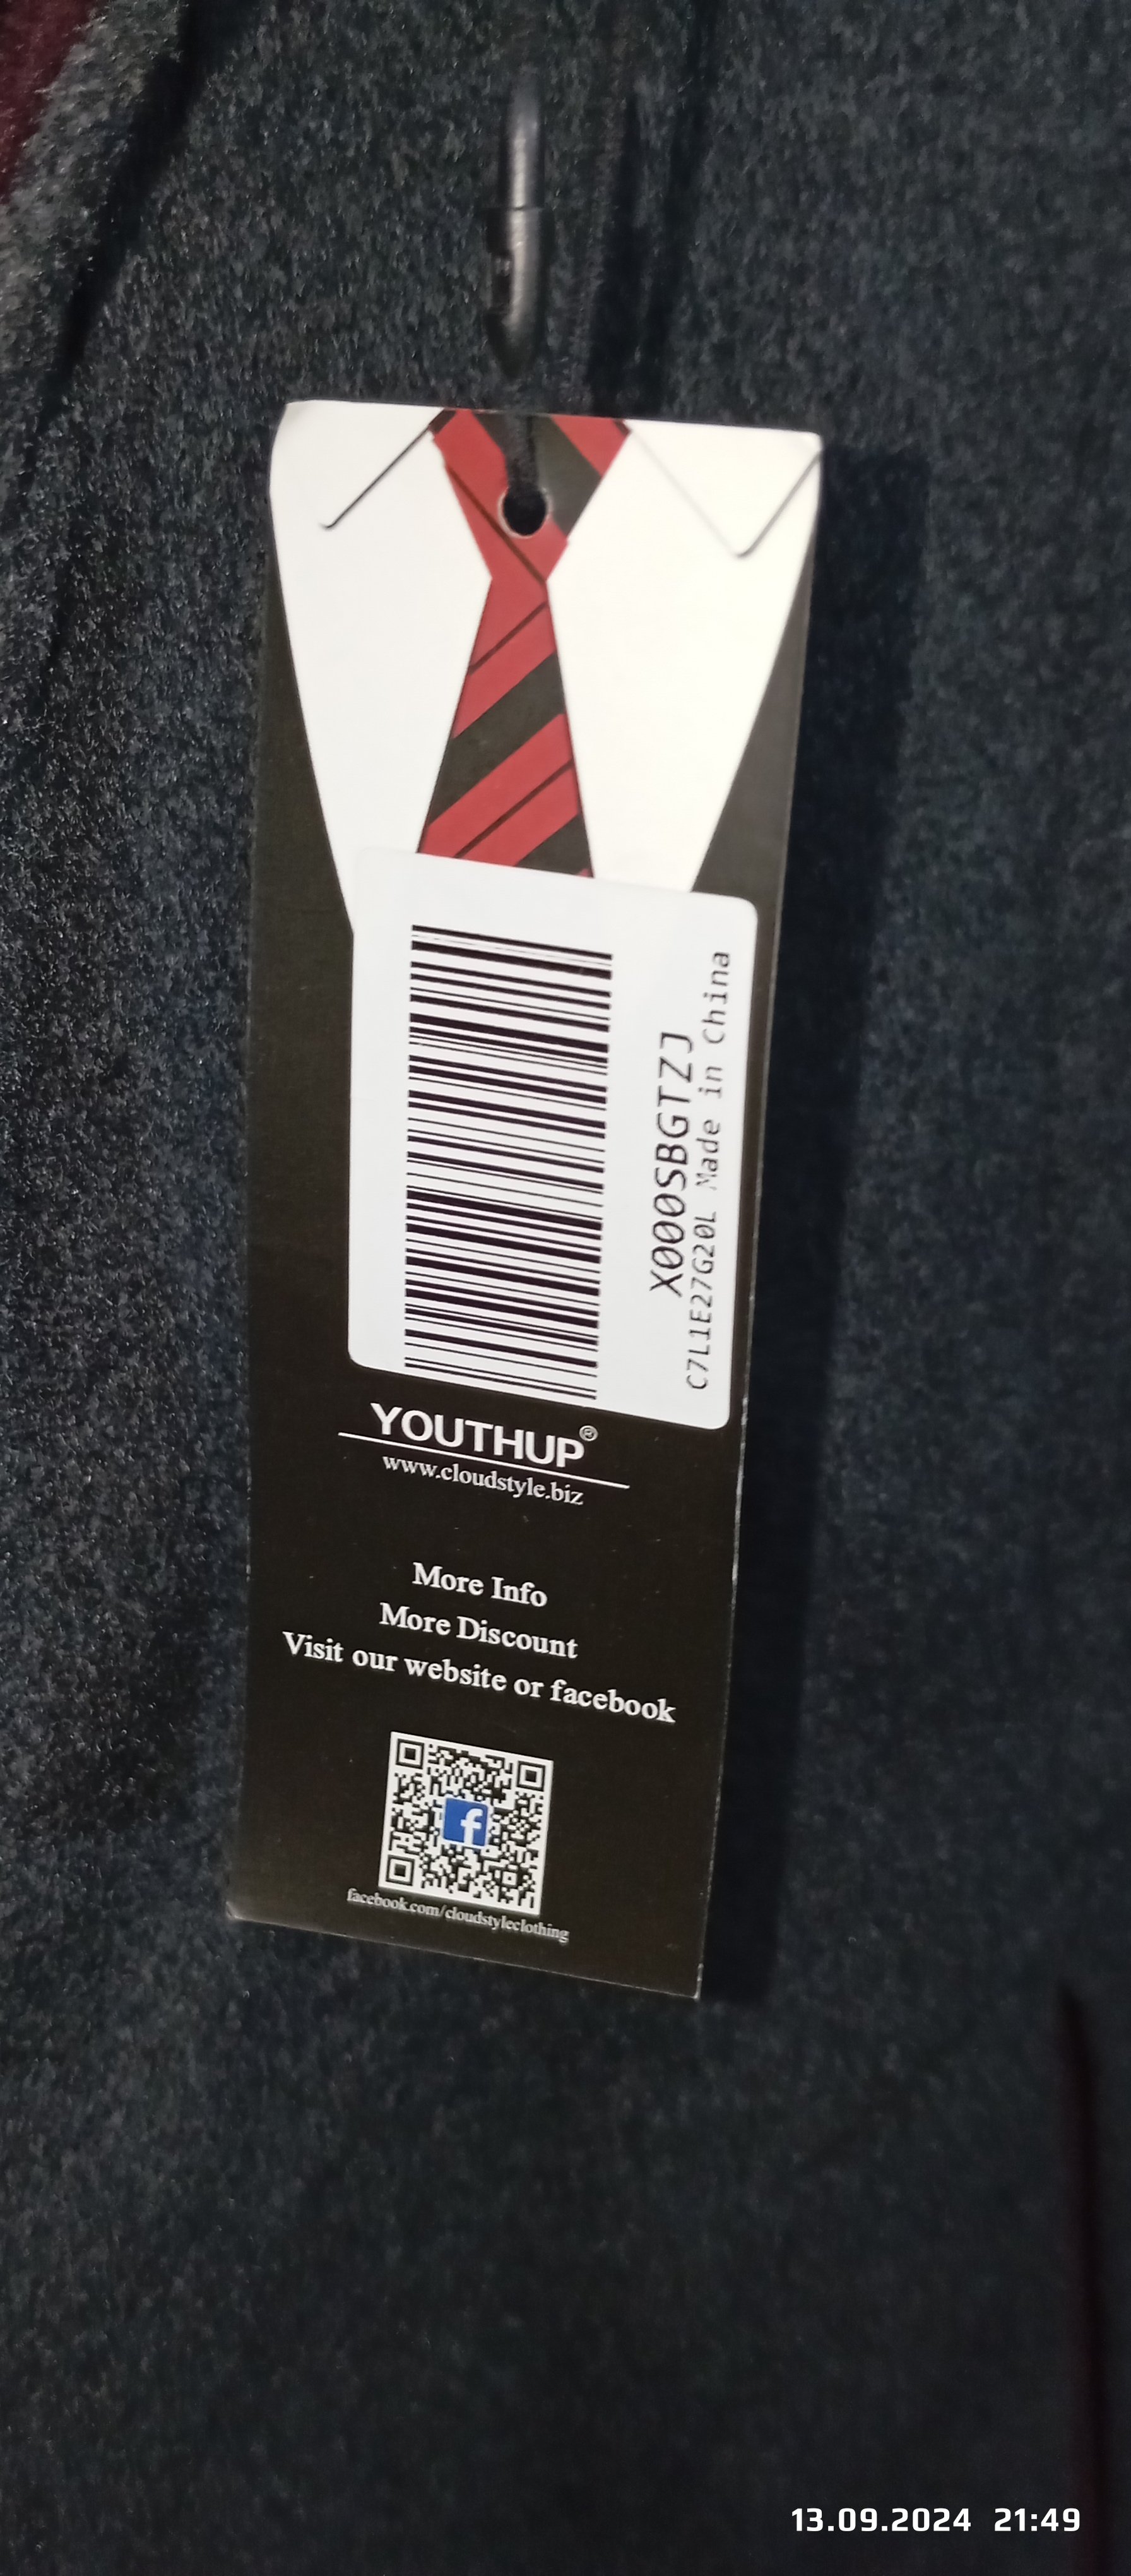 X000SBGTZJ
C7L1E27G20L Made in China
YOUTHUP®
www.cloudstyle.biz
More Info
More Discount
Visit our website or facebook
f
facebook.com/cloudstyleclothing
13.09.2024 21:49